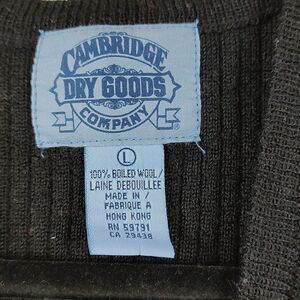 CAMBRIDGE
DRY GOODS
COMPANY
®
L
100% BOILED WOOL/
LAINE DEBOUILLEE
MADE IN /
FABRIQUE A
HONG KONG
RN 59791
CA 29438